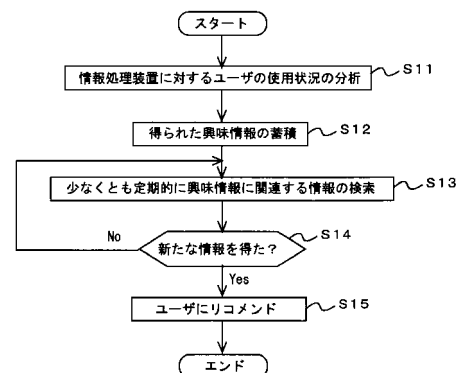 スタート
情報処理装置に対するユーザの使用状況の分析
S11
得られた興味情報の蓄積
S12
少なくとも定期的に興味情報に関連する情報の検索
S13
新たな情報を得た？
S14
No
Yes
ユーザにリコメンド
S15
エンド